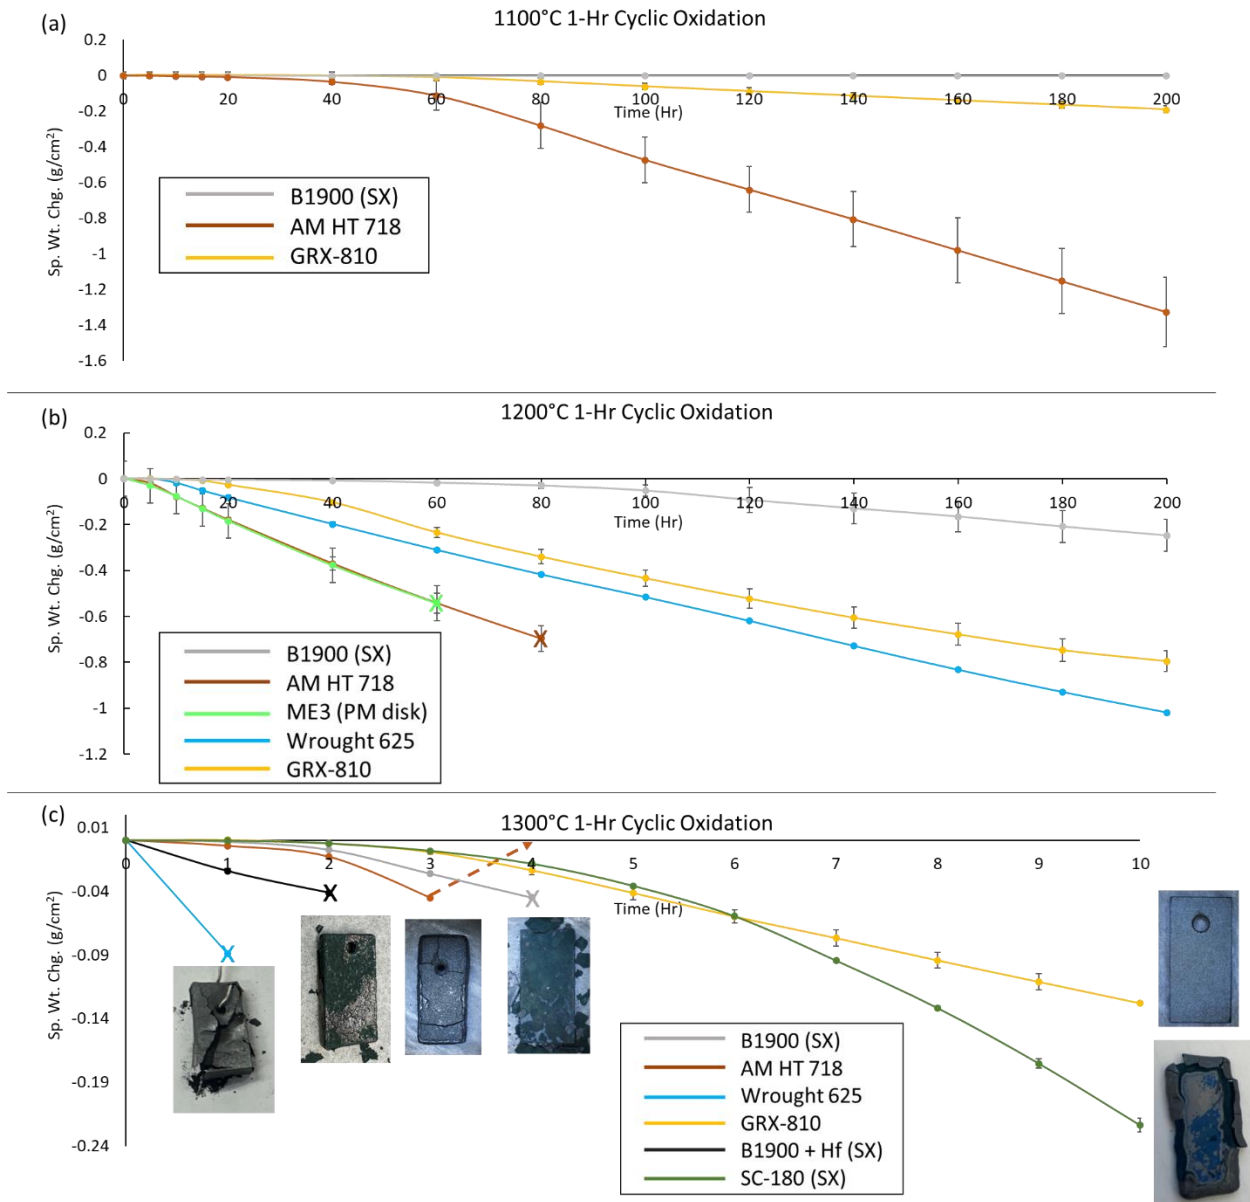 (a)
1100°C 1-Hr Cyclic Oxidation
0.2
0
-0.2
-0.4
-0.6
-0.8
-1
-1.2
-1.4
-1.6
Sp. Wt. Chg. (g/cm²)
0 20 40 60 80 100 120 140 160 180 200
Time (Hr)
B1900 (SX)
AM HT 718
GRX-810
(b)
1200°C 1-Hr Cyclic Oxidation
0.2
0
-0.2
-0.4
-0.6
-0.8
-1
-1.2
Sp. Wt. Chg. (g/cm²)
0 20 40 60 80 100 120 140 160 180 200
Time (Hr)
B1900 (SX)
AM HT 718
ME3 (PM disk)
Wrought 625
GRX-810
(c)
1300°C 1-Hr Cyclic Oxidation
0.01
-0.04
-0.09
-0.14
-0.19
-0.24
Sp. Wt. Chg. (g/cm²)
0 1 2 3 4 5 6 7 8 9 10
Time (Hr)
B1900 (SX)
AM HT 718
Wrought 625
GRX-810
B1900 + Hf (SX)
SC-180 (SX)